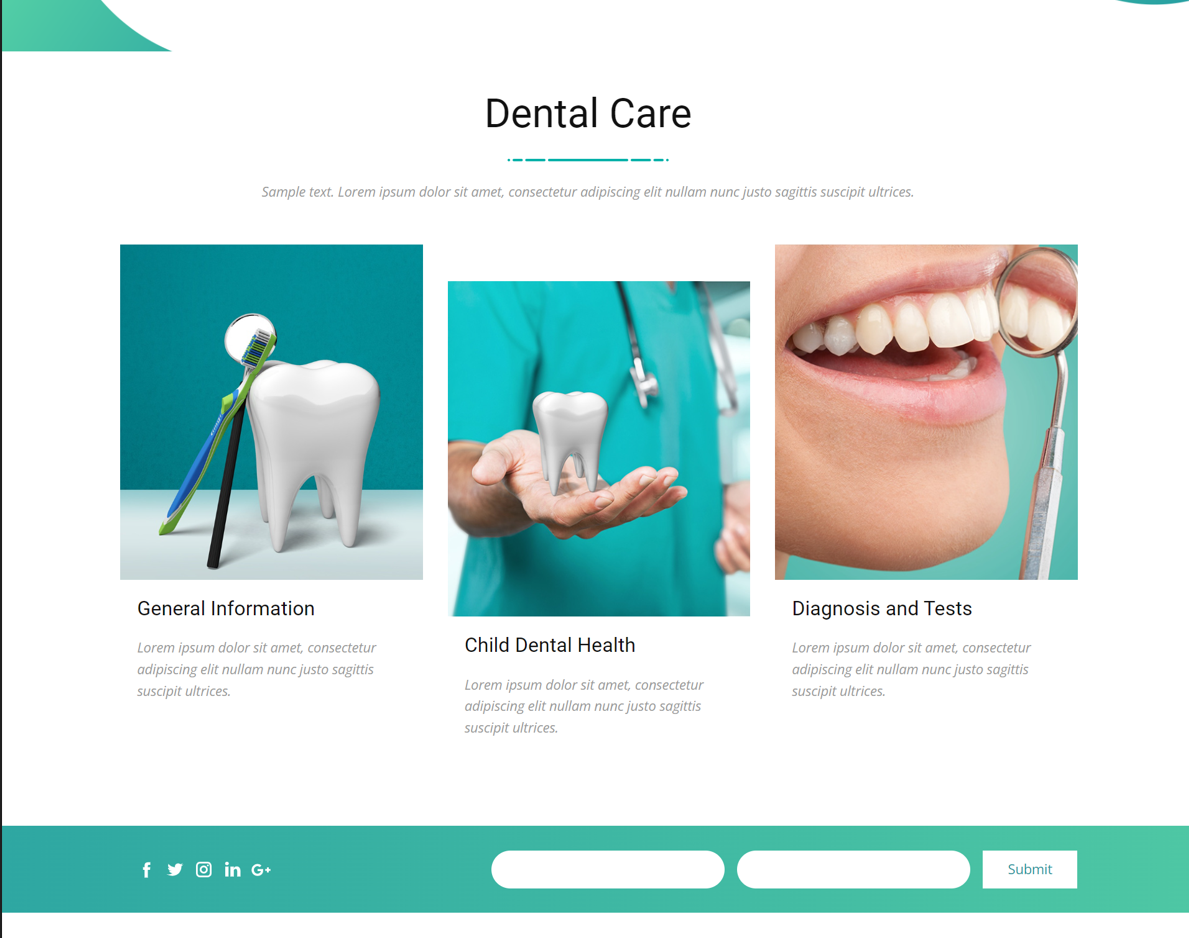 Dental Care
Sample text. Lorem ipsum dolor sit amet, consectetur adipiscing elit nullam nunc justo sagittis suscipit ultrices.
General Information
Lorem ipsum dolor sit amet, consectetur
adipiscing elit nullam nunc justo sagittis
suscipit ultrices.
Child Dental Health
Lorem ipsum dolor sit amet, consectetur
adipiscing elit nullam nunc justo sagittis
suscipit ultrices.
Diagnosis and Tests
Lorem ipsum dolor sit amet, consectetur
adipiscing elit nullam nunc justo sagittis
suscipit ultrices.
Submit